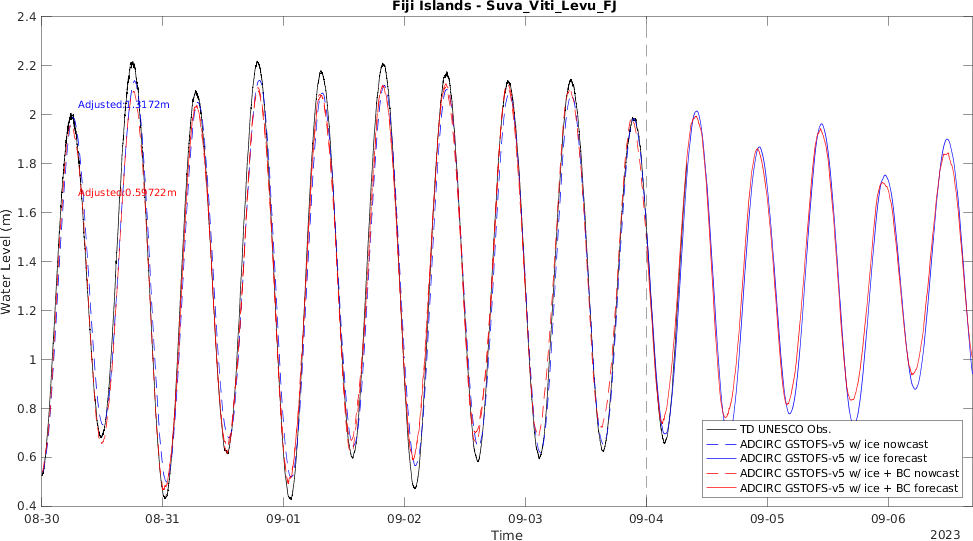 Fiji Islands - Suva_Viti_Levu_FJ
2.4
2.2
2
1.8
1.6
1.4
1.2
1
0.8
0.6
0.4
Water Level (m)
Adjusted:1.3172m
Adjusted:0.59722m
TD UNESCO Obs.
ADCIRC GSTOFS-v5 w/ ice nowcast
ADCIRC GSTOFS-v5 w/ ice forecast
ADCIRC GSTOFS-v5 w/ ice + BC nowcast
ADCIRC GSTOFS-v5 w/ ice + BC forecast
08-30 08-31 09-01 09-02 09-03 09-04 09-05 09-06
Time
2023